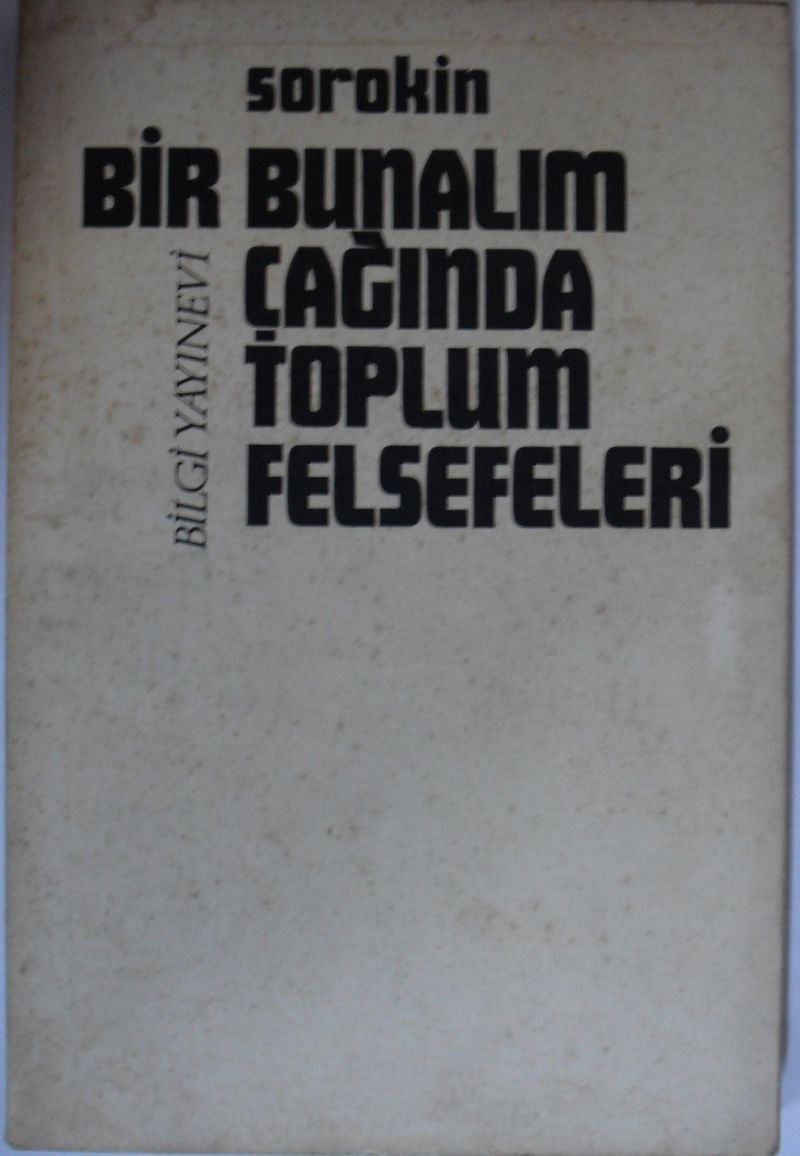 sorokin
BİR BUNALIM
ÇAĞINDA
TOPLUM
FELSEFELERİ
BİLGİ YAYINEVİ